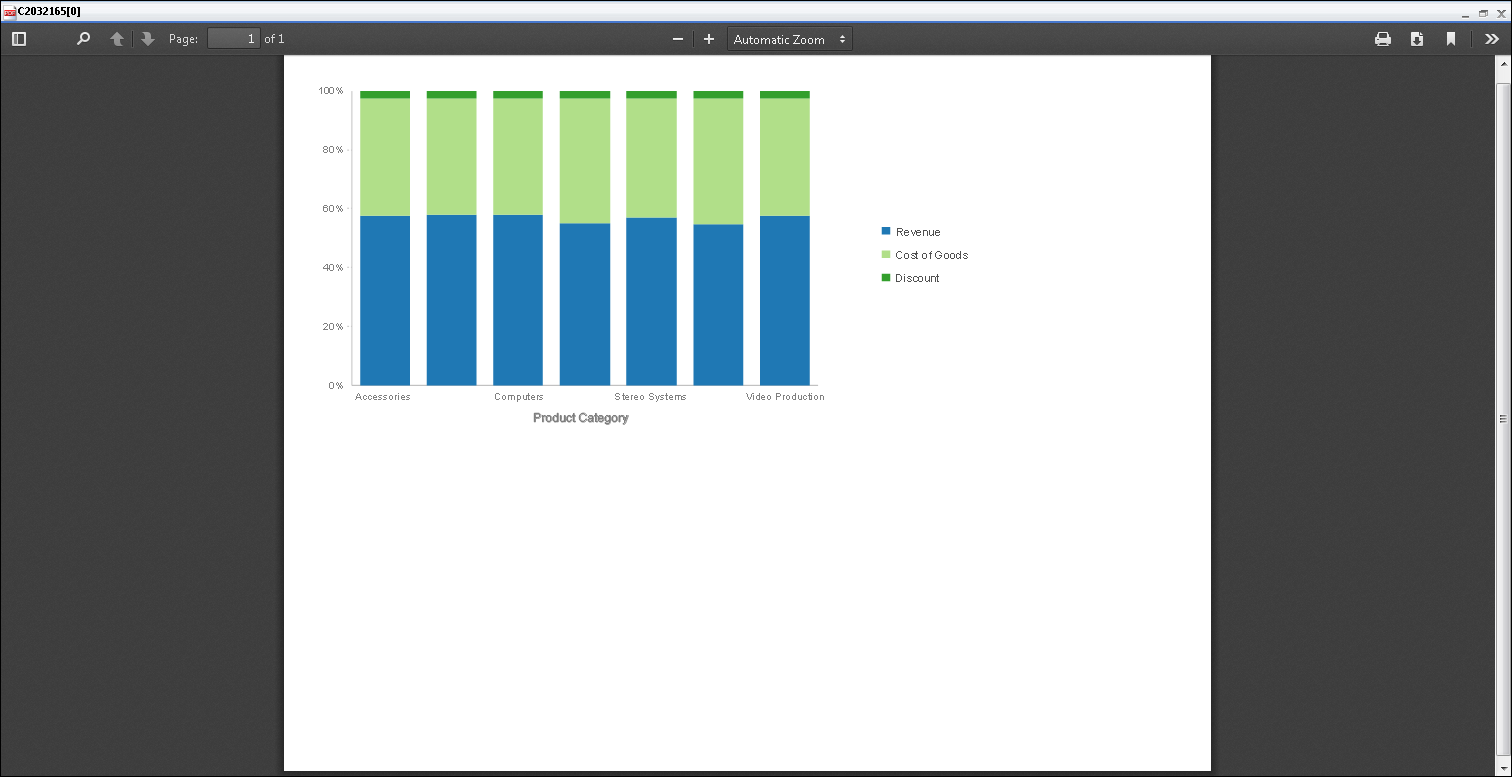 C2032165[0]
Page: 1 of 1
Automatic Zoom
100%
80%
60%
40%
20%
0%
Accessories Computers Stereo Systems Video Production
Product Category
Revenue
Cost of Goods
Discount